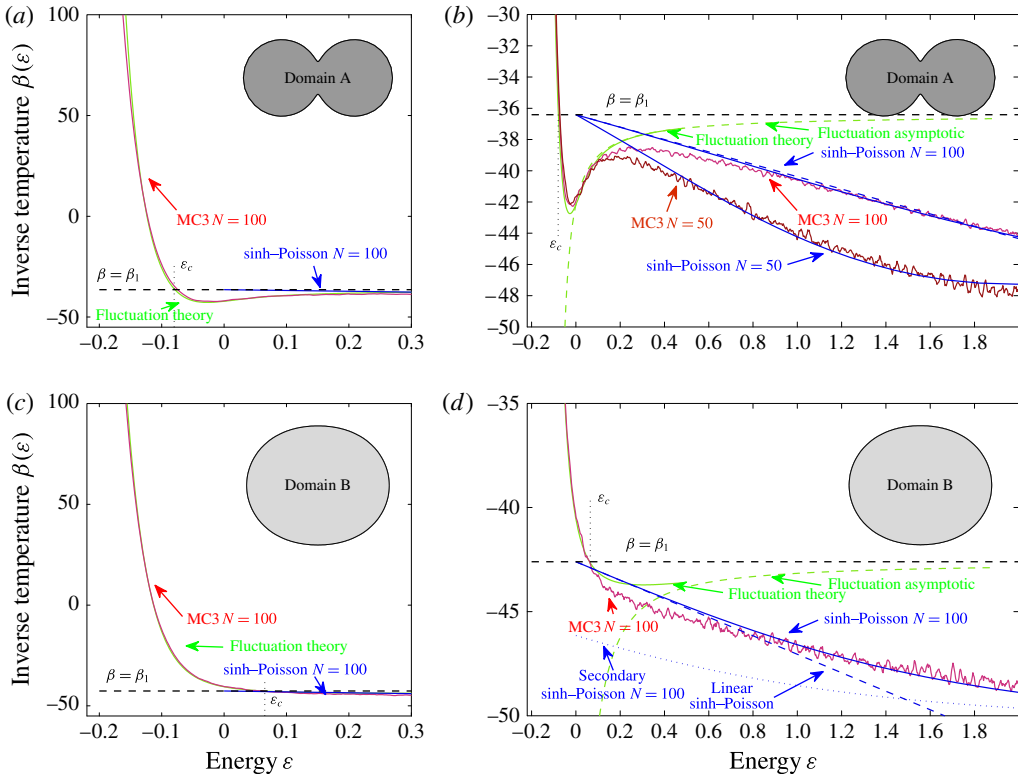 (a)
100
50
0
−50
Inverse temperature β(ε)
Domain A
MC3 N = 100
εc
sinh–Poisson N = 100
β = β1
Fluctuation theory
−0.2 −0.1 0 0.1 0.2 0.3
(b)
−30
−32
−34
−36
−38
−40
−42
−44
−46
−48
−50
Domain A
β = β1
Fluctuation theory
Fluctuation asymptotic
sinh–Poisson N = 100
MC3 N = 50
MC3 N = 100
εc
sinh–Poisson N = 50
−0.2 0 0.2 0.4 0.6 0.8 1.0 1.2 1.4 1.6 1.8
(c)
100
50
0
−50
Inverse temperature β(ε)
Domain B
MC3 N = 100
Fluctuation theory
β = β1
sinh–Poisson N = 100
εc
−0.2 −0.1 0 0.1 0.2 0.3
Energy ε
(d)
−35
−40
−45
−50
Domain B
εc
β = β1
Fluctuation asymptotic
Fluctuation theory
MC3 N = 100
sinh–Poisson N = 100
Secondary
sinh–Poisson N = 100
Linear
sinh–Poisson
−0.2 0 0.2 0.4 0.6 0.8 1.0 1.2 1.4 1.6 1.8
Energy ε